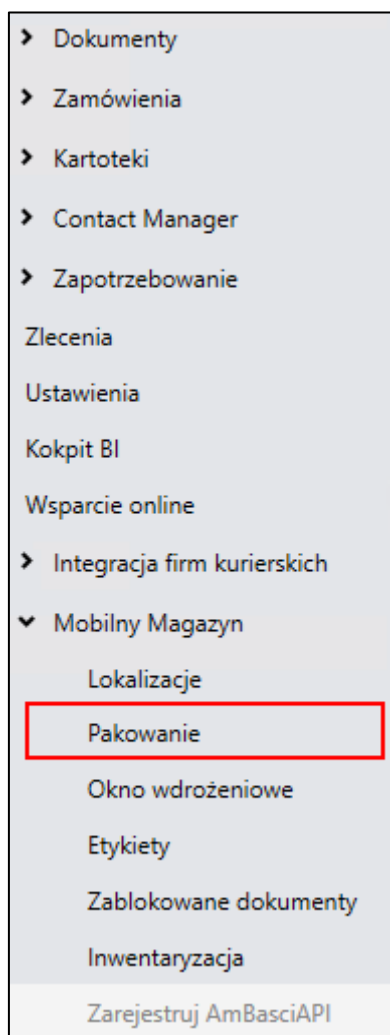 Dokumenty
Zamówienia
Kartoteki
Contact Manager
Zapotrzebowanie
Zlecenia
Ustawienia
Kokpit BI
Wsparcie online
Integracja firm kurierskich
Mobilny Magazyn
Lokalizacje
Pakowanie
Okno wdrożeniowe
Etykiety
Zablokowane dokumenty
Inwentaryzacja
Zarejestruj AmBasciAPI